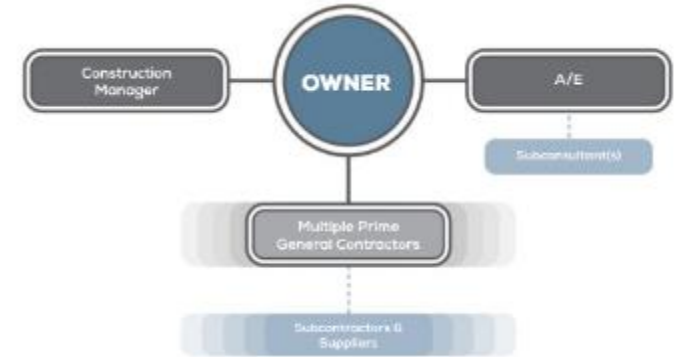 Construction
Manager
OWNER
A/E
Subconsultant(s)
Multiple Prime
General Contractors
Subcontractors &
Suppliers